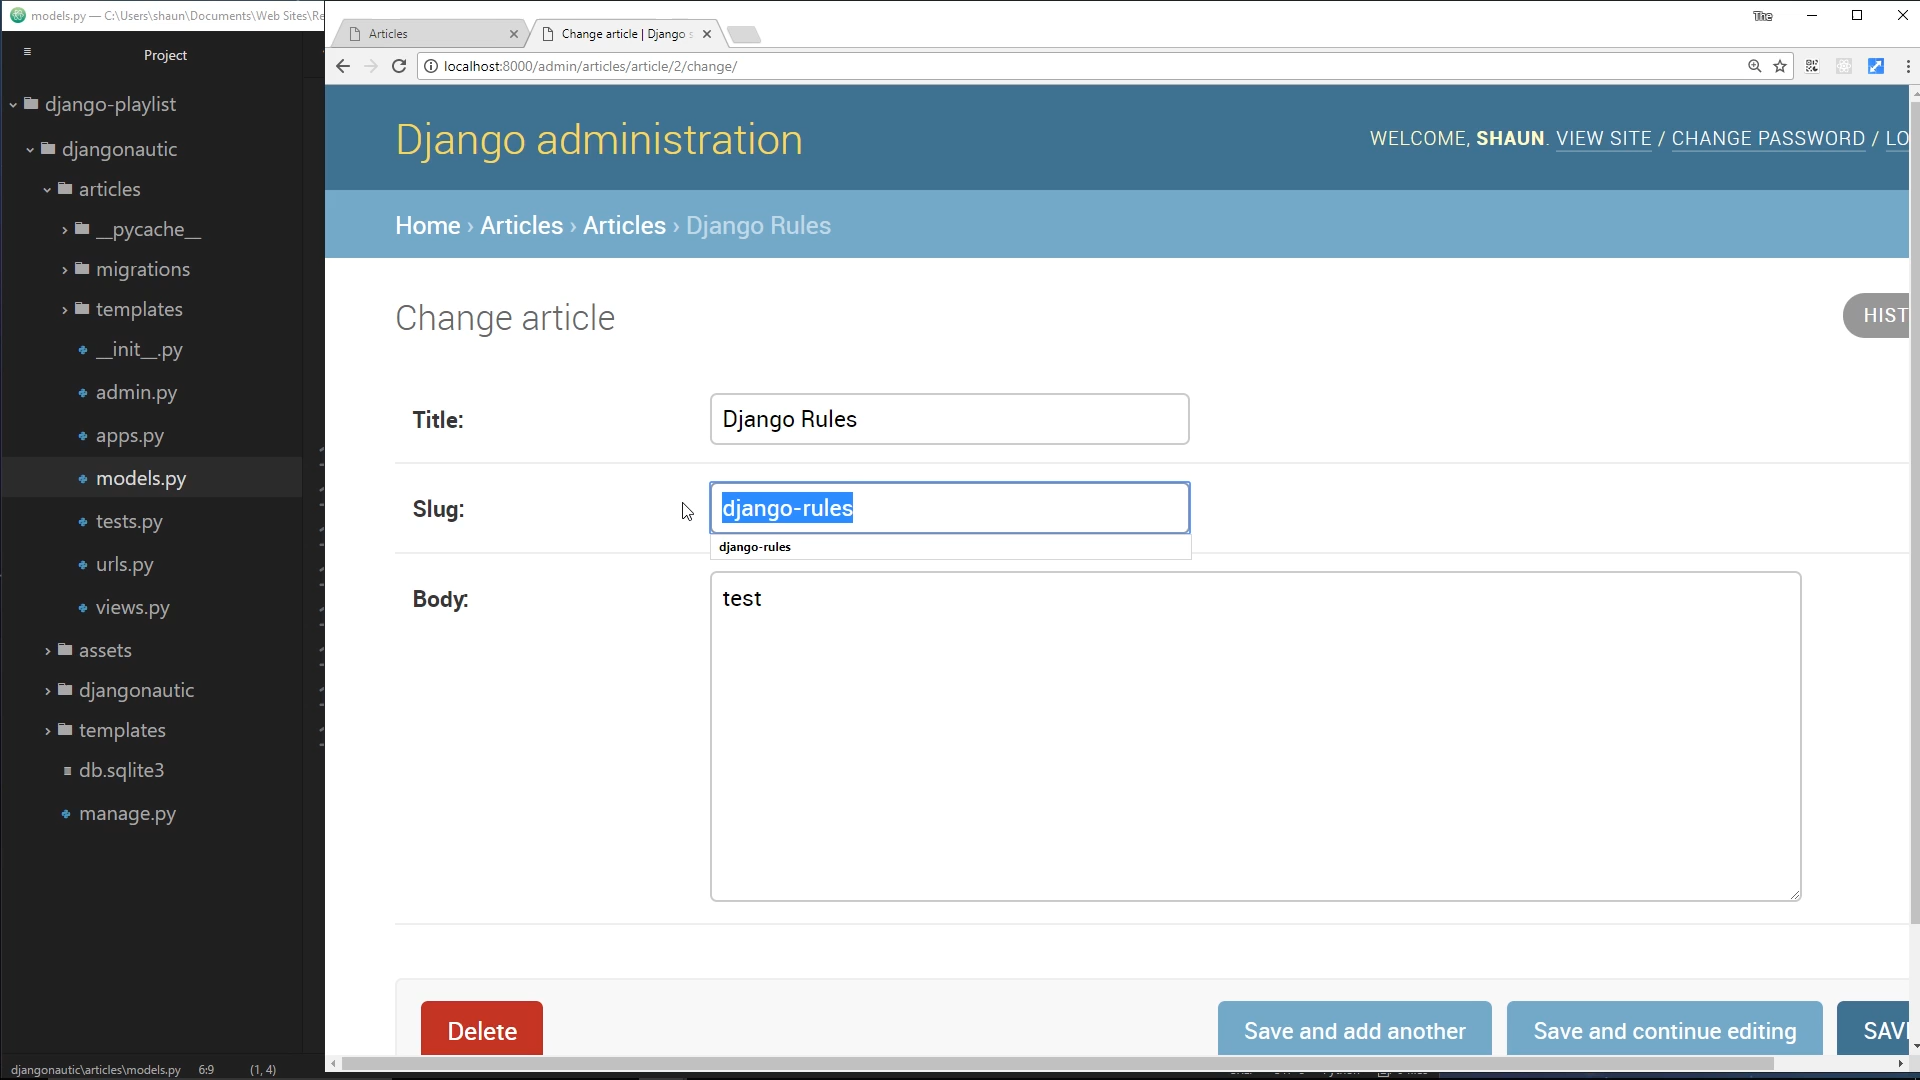 models.py — C:\Users\shaun\Documents\Web Sites\Re
Project
django-playlist
djangonautic
articles
__pycache__
migrations
templates
__init__.py
admin.py
apps.py
models.py
tests.py
urls.py
views.py
assets
djangonautic
templates
db.sqlite3
manage.py
djangonautic\articles\models.py 6:9 (1, 4)
Articles
Change article | Django s
The
localhost:8000/admin/articles/article/2/change/
Django administration
WELCOME, SHAUN. VIEW SITE / CHANGE PASSWORD / LO
Home › Articles › Articles › Django Rules
Change article
HIST
Title: Django Rules
Slug: django-rules
django-rules
Body: test
Delete
Save and add another
Save and continue editing
SAV